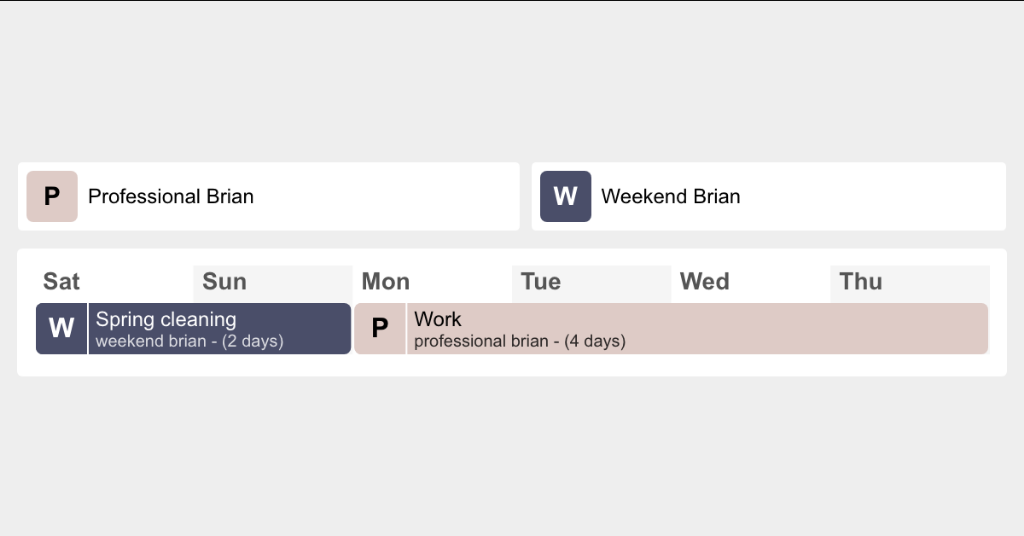 P Professional Brian
W Weekend Brian
Sat Sun Mon Tue Wed Thu
W Spring cleaning
weekend brian - (2 days)
P Work
professional brian - (4 days)